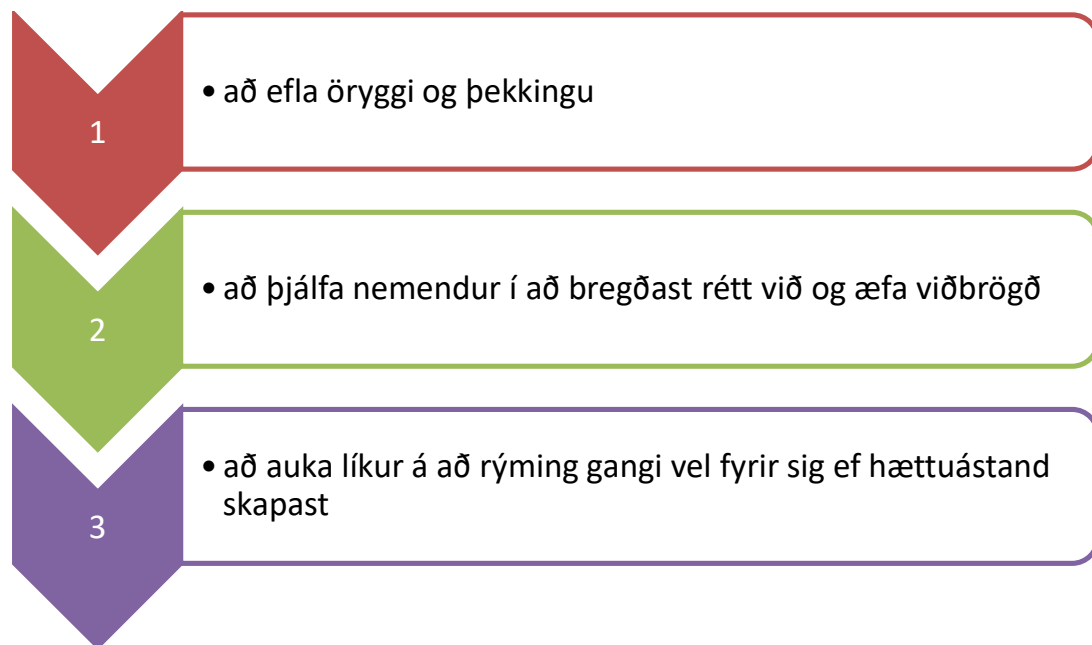 1
• að efla öryggi og þekkingu
2
• að þjálfa nemendur í að bregðast rétt við og æfa viðbrögð
3
• að auka líkur á að rýming gangi vel fyrir sig ef hættuástand
skapast